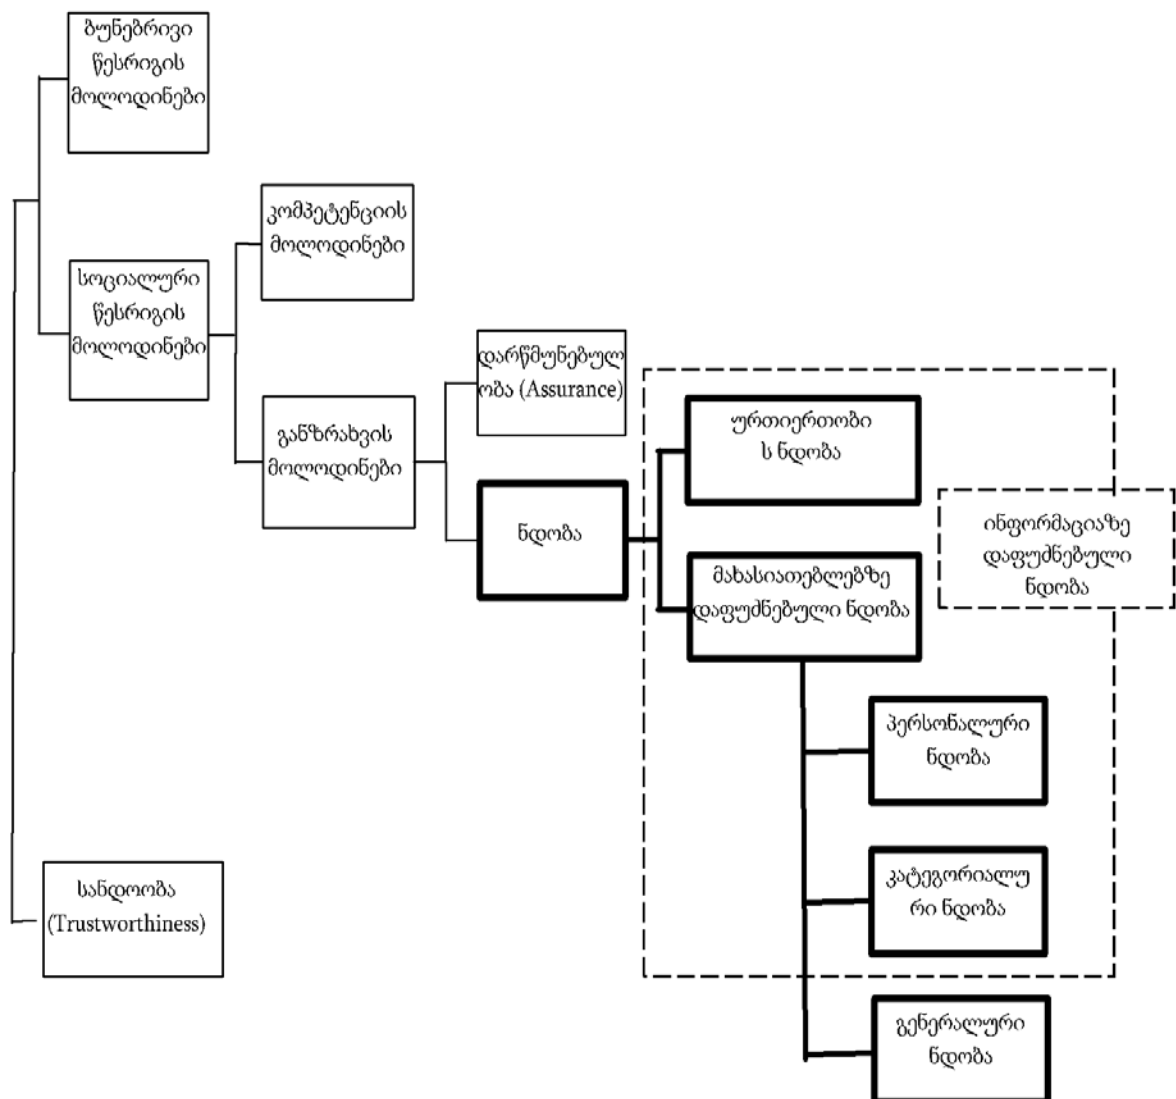 ბუნებრივი
წესრიგის
მოლოდინები
კომპეტენციის
მოლოდინები
სოციალური
წესრიგის
მოლოდინები
დარწმუნებულ
ობა (Assurance)
განზრახვის
მოლოდინები
ურთიერთობი
ს ნდობა
ნდობა
ინფორმაციაზე
დაფუძნებული
ნდობა
მახასიათებლებზე
დაფუძნებული ნდობა
პერსონალური
ნდობა
სანდოობა
(Trustworthiness)
კატეგორიალუ
რი ნდობა
გენერალური
ნდობა